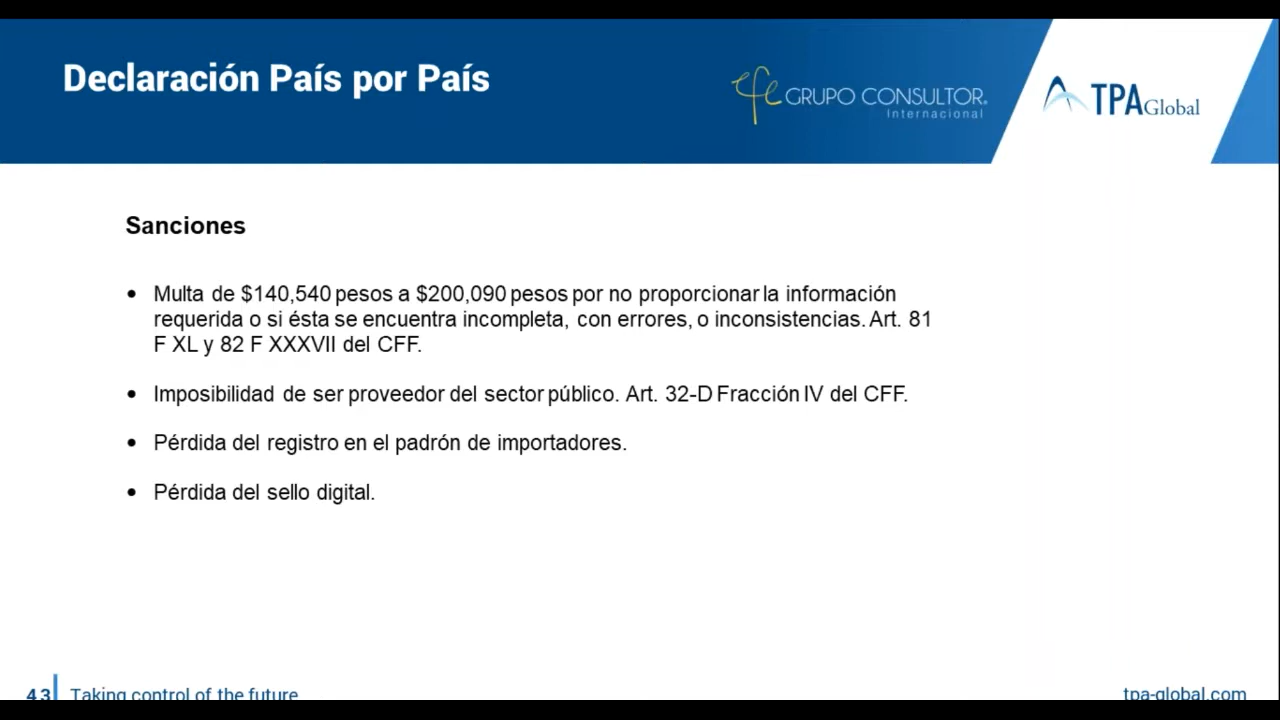 Declaración País por País
efe GRUPO CONSULTOR®
Internacional
TPA Global
Sanciones
• Multa de $140,540 pesos a $200,090 pesos por no proporcionar la información
requerida o si ésta se encuentra incompleta, con errores, o inconsistencias. Art. 81
F XL y 82 F XXXVII del CFF.
• Imposibilidad de ser proveedor del sector público. Art. 32-D Fracción IV del CFF.
• Pérdida del registro en el padrón de importadores.
• Pérdida del sello digital.
43 Taking control of the future
tpa-global.com